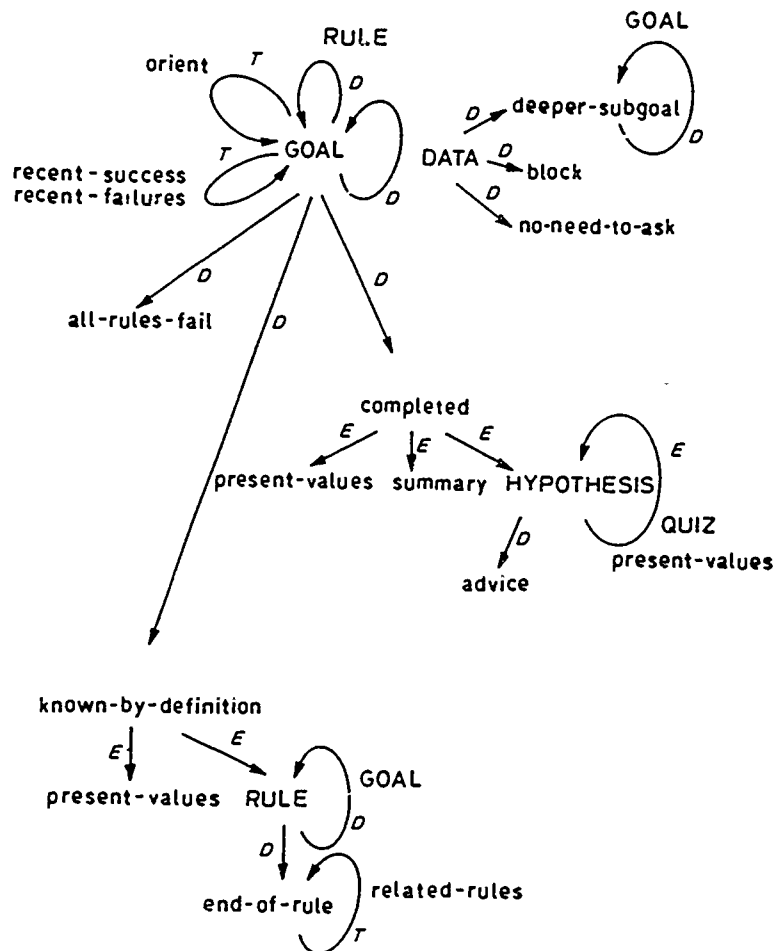 RULE
GOAL
orient
T
D
deeper-subgoal
D
D
GOAL
T
DATA
D
block
recent-success
recent-failures
D
D
no-need-to-ask
D
D
all-rules-fail
D
completed
E
E
E
E
present-values summary HYPOTHESIS
QUIZ
present-values
D
advice
known-by-definition
E
E
GOAL
present-values RULE
D
D
related-rules
end-of-rule
T